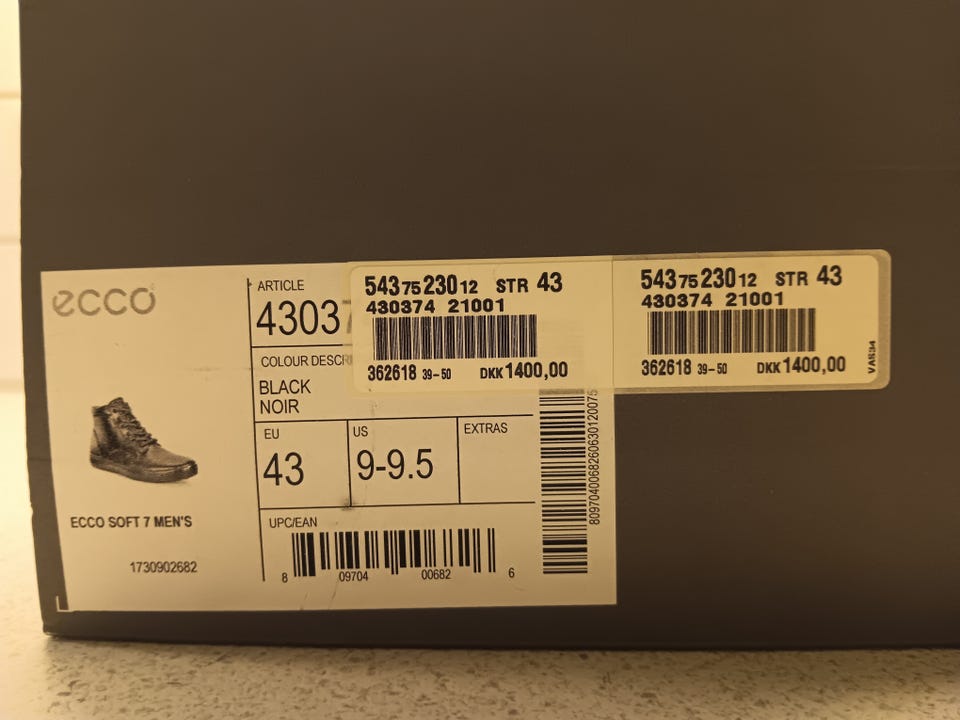 ecco
ARTICLE
4303
COLOUR DESCRI
BLACK
NOIR
EU
43
US
9-9.5
EXTRAS
ECCO SOFT 7 MEN'S
1730902682
UPC/EAN
8 09704 00682 6
8097040068260630120075
543 75 230 12 STR 43
430374 21001
362618 39-50 DKK 1400,00
543 75 230 12 STR 43
430374 21001
362618 39-50 DKK 1400,00
VAS34